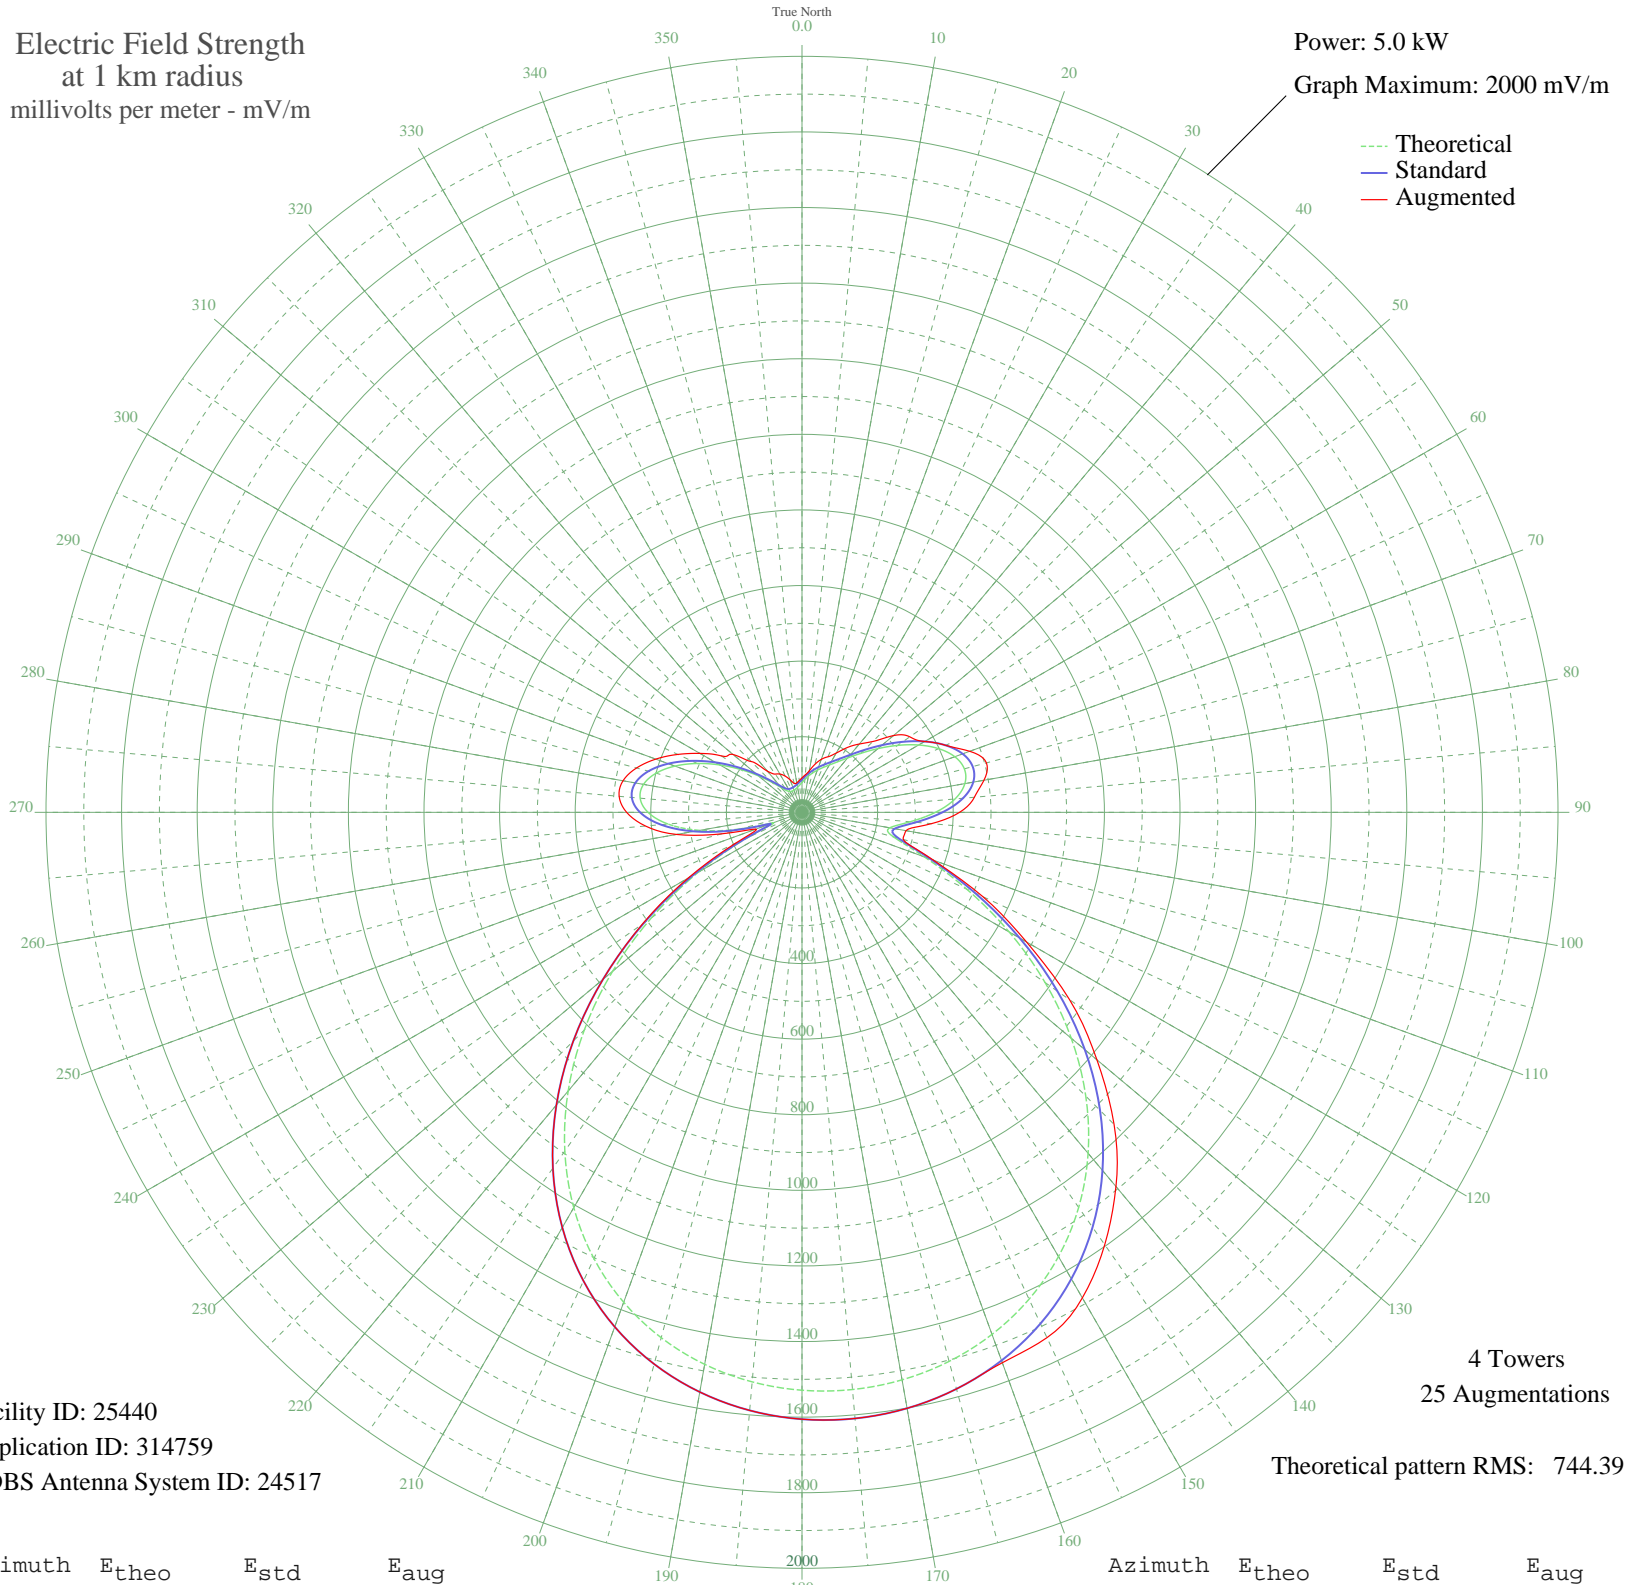 True North
0.0
Electric Field Strength
at 1 km radius
millivolts per meter - mV/m
Power: 5.0 kW
Graph Maximum: 2000 mV/m
Theoretical
Standard
Augmented
350
10
340
20
330
30
320
40
310
50
300
60
290
70
280
80
270
90
260
100
250
110
240
120
230
130
220
140
210
150
200
160
190
170
400
600
800
1000
1200
1400
1600
1800
2000
4 Towers
25 Augmentations
Theoretical pattern RMS: 744.39
cility ID: 25440
plication ID: 314759
DBS Antenna System ID: 24517
imuth Etheo Estd Eaug
Azimuth Etheo Estd Eaug